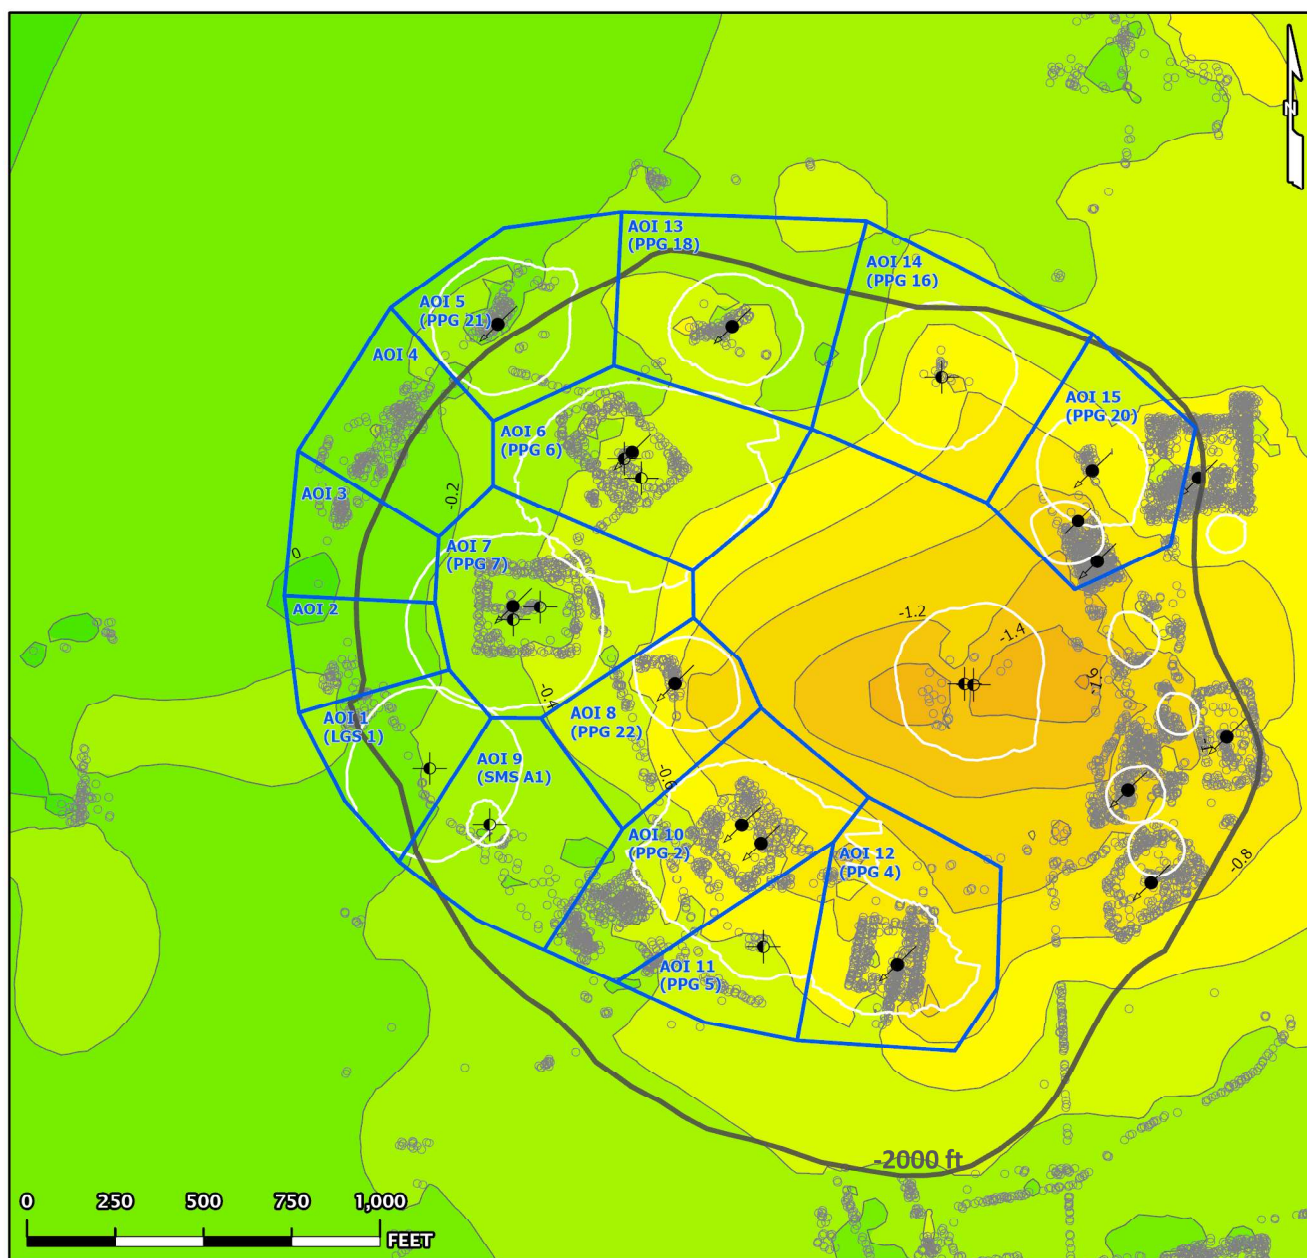 N
AOI 13
(PPG 18)
AOI 14
(PPG 16)
AOI 5
(PPG 21)
AOI 4
AOI 15
(PPG 20)
AOI 6
(PPG 6)
AOI 3
-0.2
AOI 7
(PPG 7)
0
AOI 2
-1.2
-1.4
-1.6
-0.4
AOI 1
(LGS 1)
AOI 8
(PPG 22)
-1
AOI 9
(SMS A1)
-0.6
AOI 10
(PPG 2)
AOI 12
(PPG 4)
-0.8
AOI 11
(PPG 5)
-2000 ft
0 250 500 750 1,000
FEET